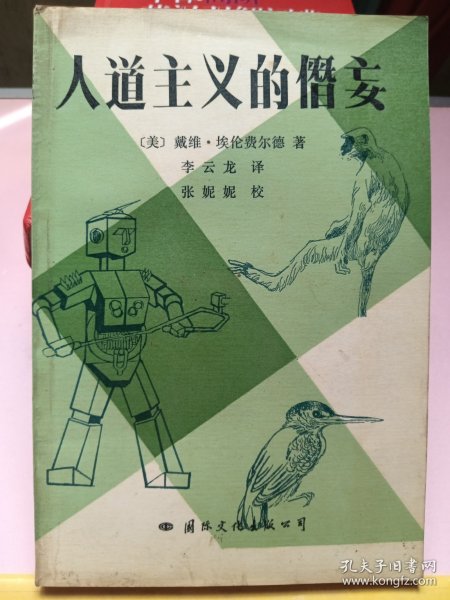 人道主义的僭妄
〔美〕戴维·埃伦费尔德 著
李云龙 译
张妮妮 校
国际文化出版公司
孔夫子旧书网
www.kongfz.com